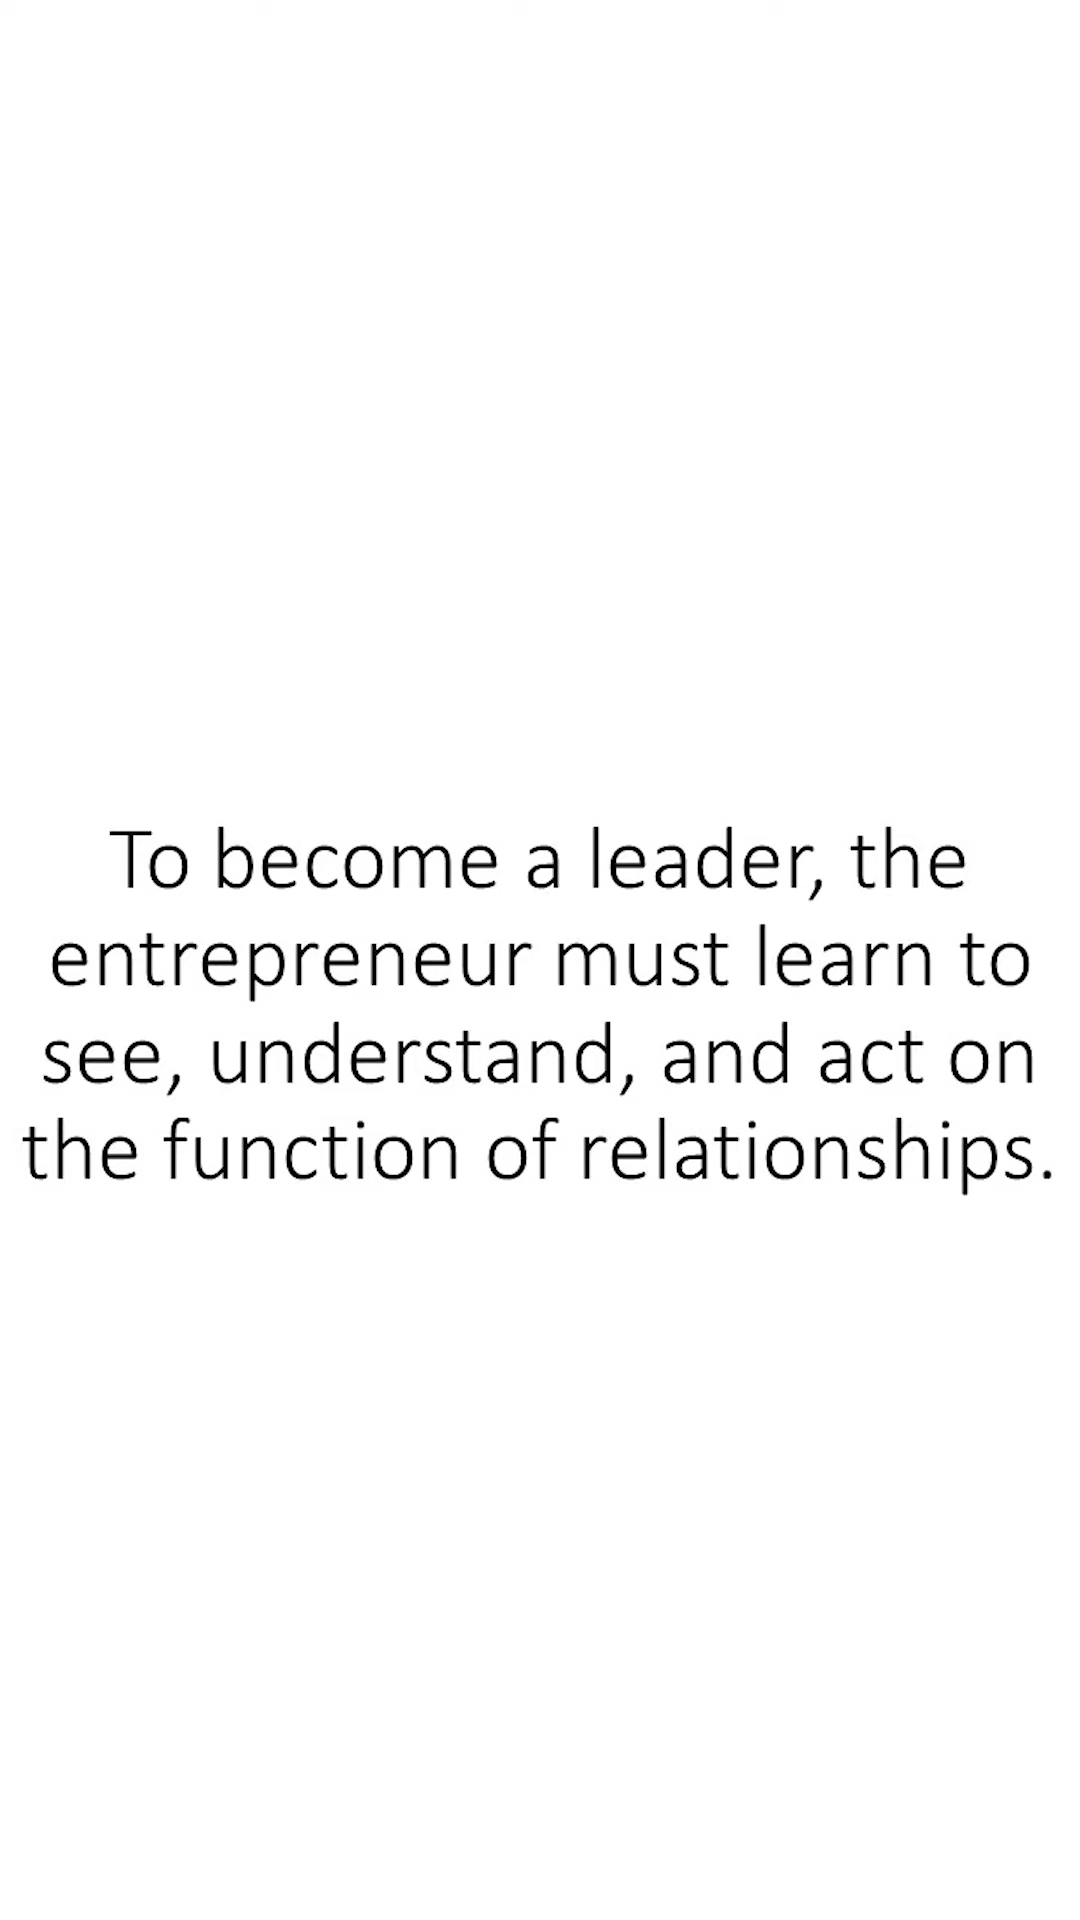 To become a leader, the
entrepreneur must learn to
see, understand, and act on
the function of relationships.